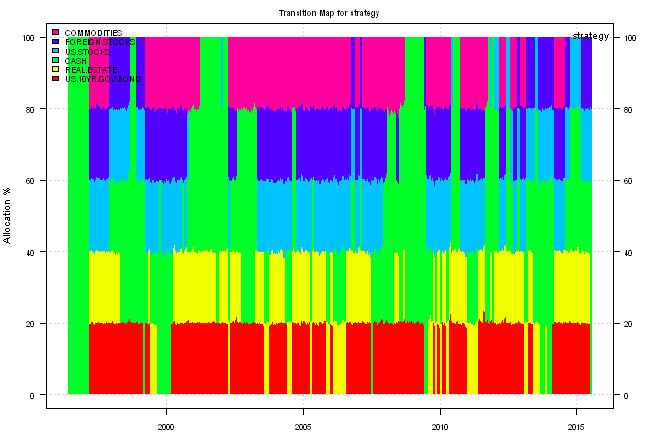 Transition Map for strategy
strategy
COMMODITIES
FOREIGN.STOCKS
US.STOCKS
CASH
REAL.ESTATE
US.10YR.GOV.BOND
100
80
60
40
20
0
Allocation %
100
80
60
40
20
0
2000
2005
2010
2015